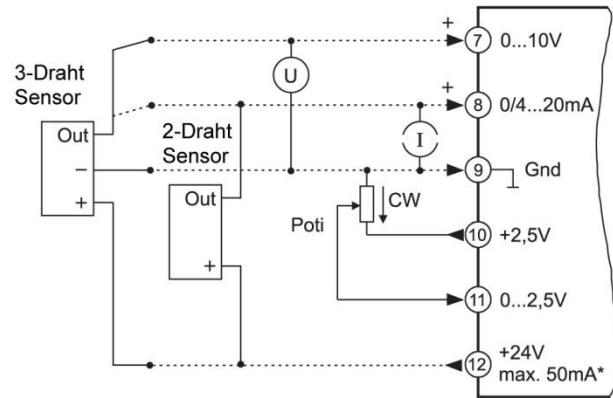 3-Draht
Sensor
Out
−
+
2-Draht
Sensor
Out
+
U
I
Poti
CW
+
7 0...10V
+
8 0/4...20mA
9 Gnd
10 +2,5V
11 0...2,5V
12 +24V
max. 50mA*